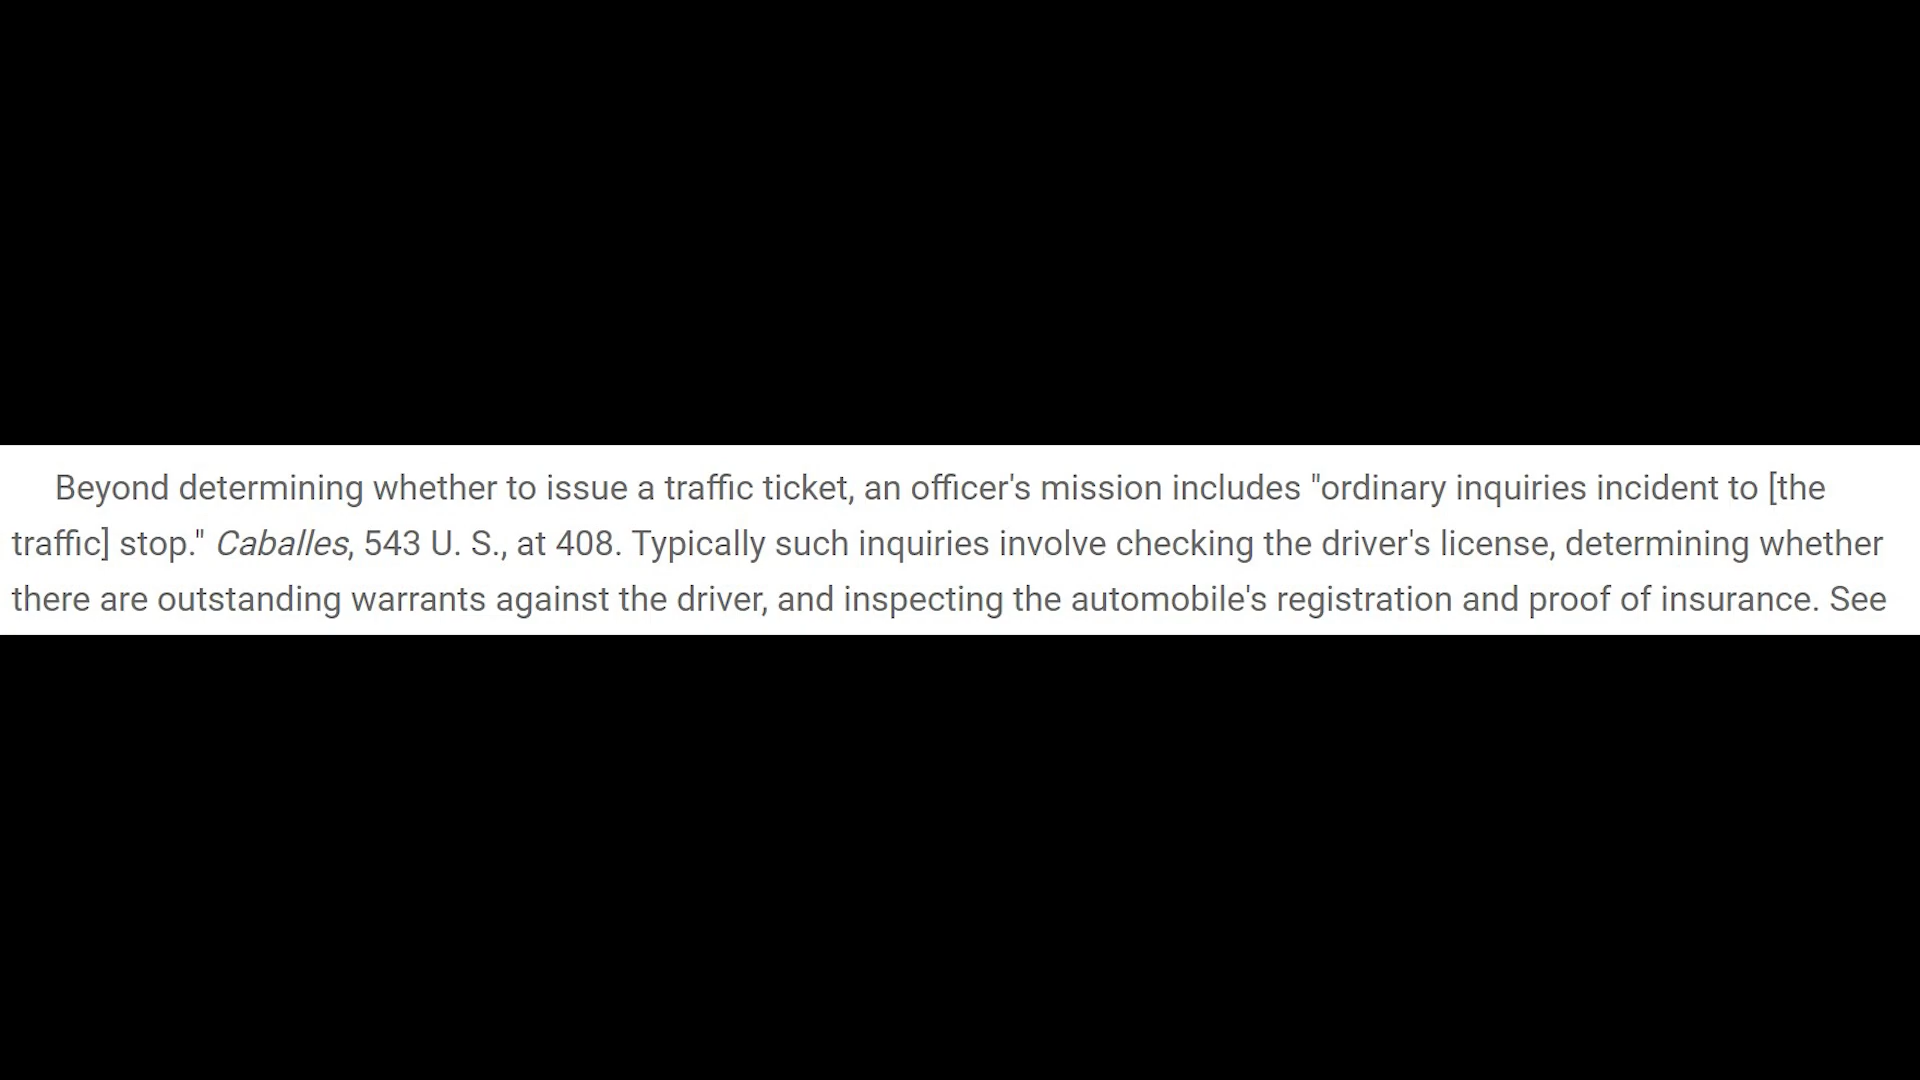 Beyond determining whether to issue a traffic ticket, an officer's mission includes "ordinary inquiries incident to [the
traffic] stop." Caballes, 543 U. S., at 408. Typically such inquiries involve checking the driver's license, determining whether
there are outstanding warrants against the driver, and inspecting the automobile's registration and proof of insurance. See